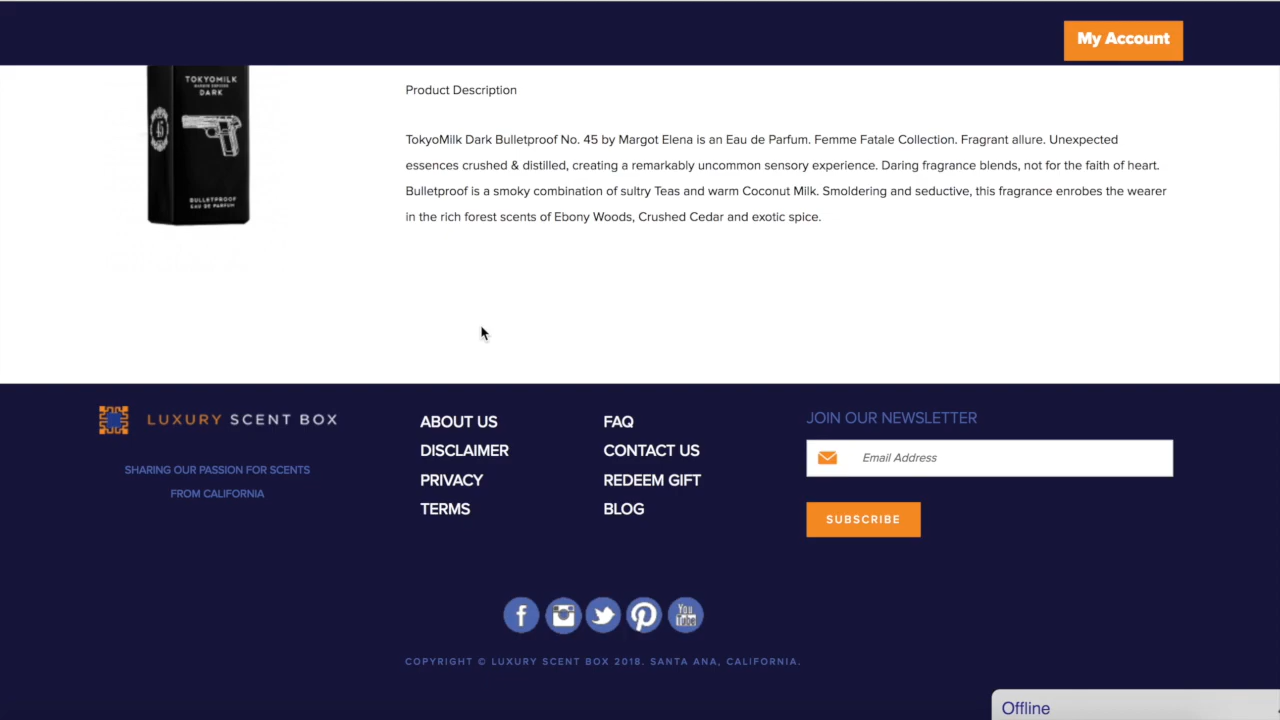 My Account
TOKYOMILK
DARK
45
BULLETPROOF
EAU DE PARFUM
Product Description
TokyoMilk Dark Bulletproof No. 45 by Margot Elena is an Eau de Parfum. Femme Fatale Collection. Fragrant allure. Unexpected
essences crushed & distilled, creating a remarkably uncommon sensory experience. Daring fragrance blends, not for the faith of heart.
Bulletproof is a smoky combination of sultry Teas and warm Coconut Milk. Smoldering and seductive, this fragrance enrobes the wearer
in the rich forest scents of Ebony Woods, Crushed Cedar and exotic spice.
LUXURY SCENT BOX
SHARING OUR PASSION FOR SCENTS
FROM CALIFORNIA
ABOUT US
DISCLAIMER
PRIVACY
TERMS
FAQ
CONTACT US
REDEEM GIFT
BLOG
JOIN OUR NEWSLETTER
Email Address
SUBSCRIBE
You
Tube
COPYRIGHT © LUXURY SCENT BOX 2018. SANTA ANA, CALIFORNIA.
Offline